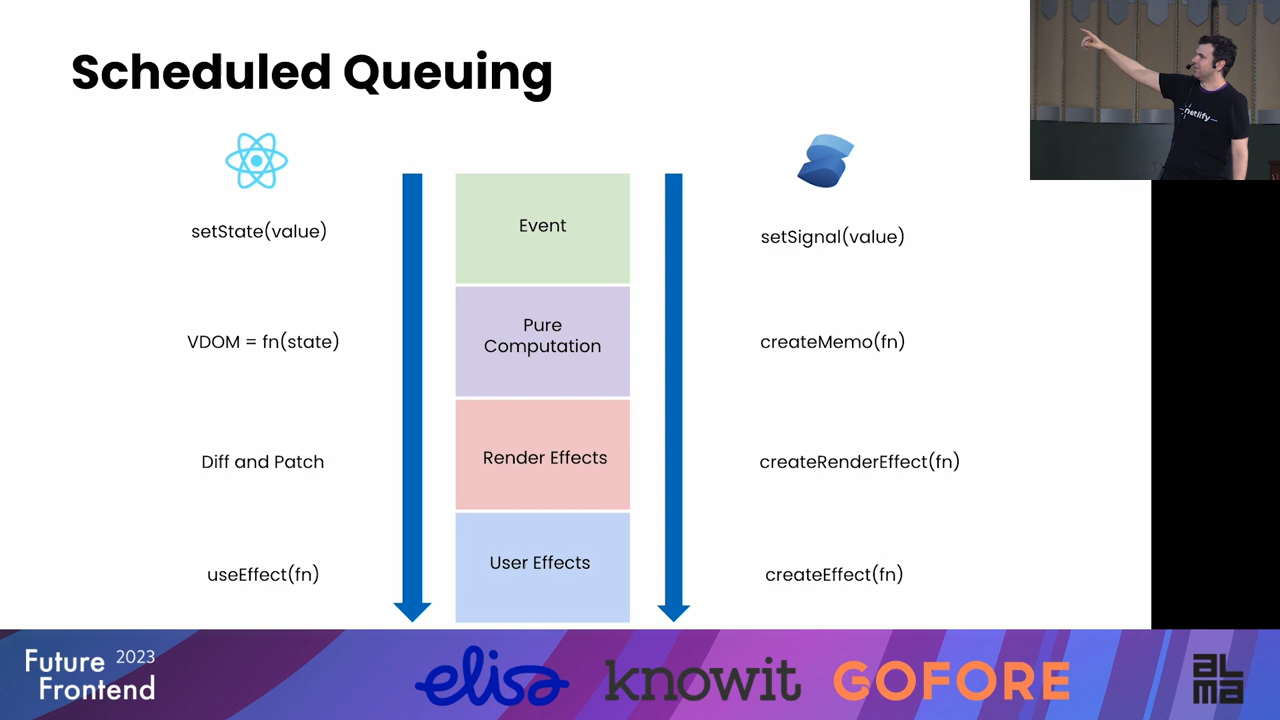 Scheduled Queuing
setState(value)
Event
setSignal(value)
VDOM = fn(state)
Pure
Computation
createMemo(fn)
Diff and Patch
Render Effects
createRenderEffect(fn)
useEffect(fn)
User Effects
createEffect(fn)
netlify
Future 2023
Frontend
elisa
knowit
GOFORE
ALMA